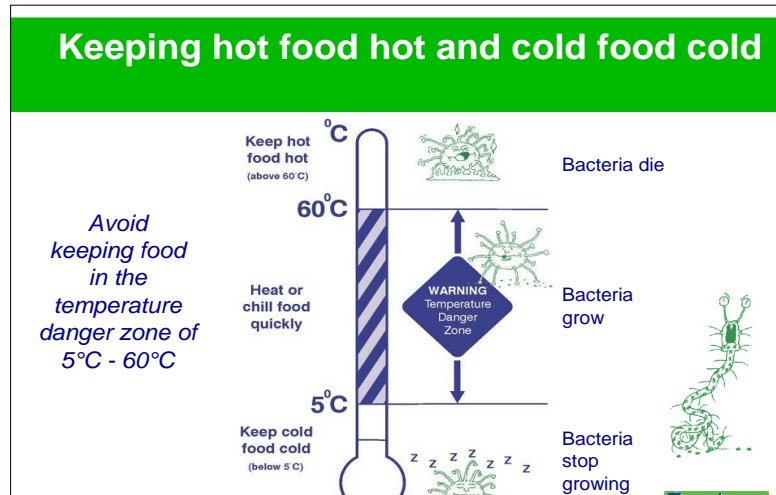 Keeping hot food hot and cold food cold
Avoid
keeping food
in the
temperature
danger zone of
5°C - 60°C
°C
Keep hot
food hot
(above 60°C)
60°C
Heat or
chill food
quickly
5°C
Keep cold
food cold
(below 5°C)
WARNING
Temperature
Danger
Zone
z z z z z z z z
Bacteria die
Bacteria
grow
Bacteria
stop
growing